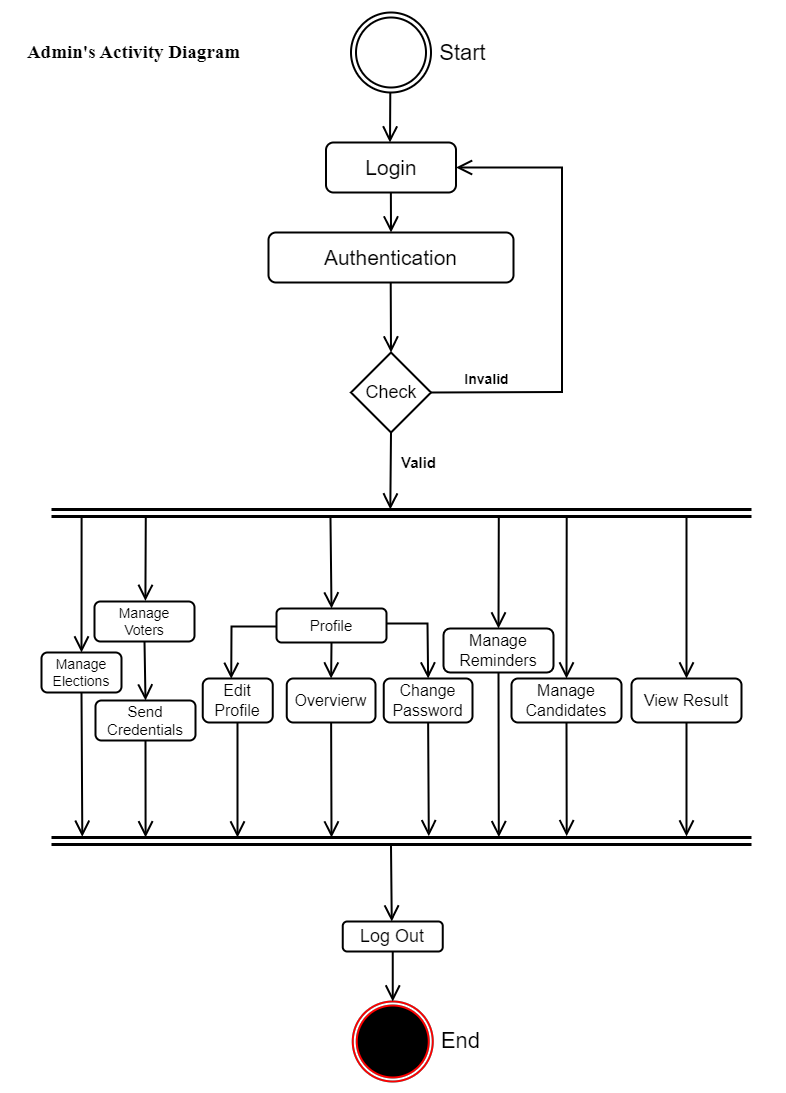 Admin's Activity Diagram
Start
Login
Authentication
Check
Invalid
Valid
Manage
Voters
Profile
Manage
Reminders
Manage
Elections
Send
Credentials
Edit
Profile
Overvierw
Change
Password
Manage
Candidates
View Result
Log Out
End